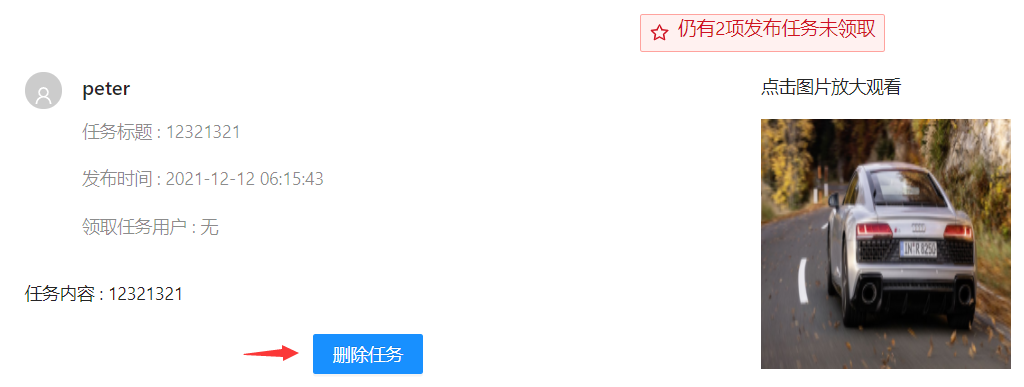 仍有2项发布任务未领取
peter
点击图片放大观看
任务标题 : 12321321
发布时间 : 2021-12-12 06:15:43
领取任务用户 : 无
IN·R 8250
任务内容 : 12321321
删除任务